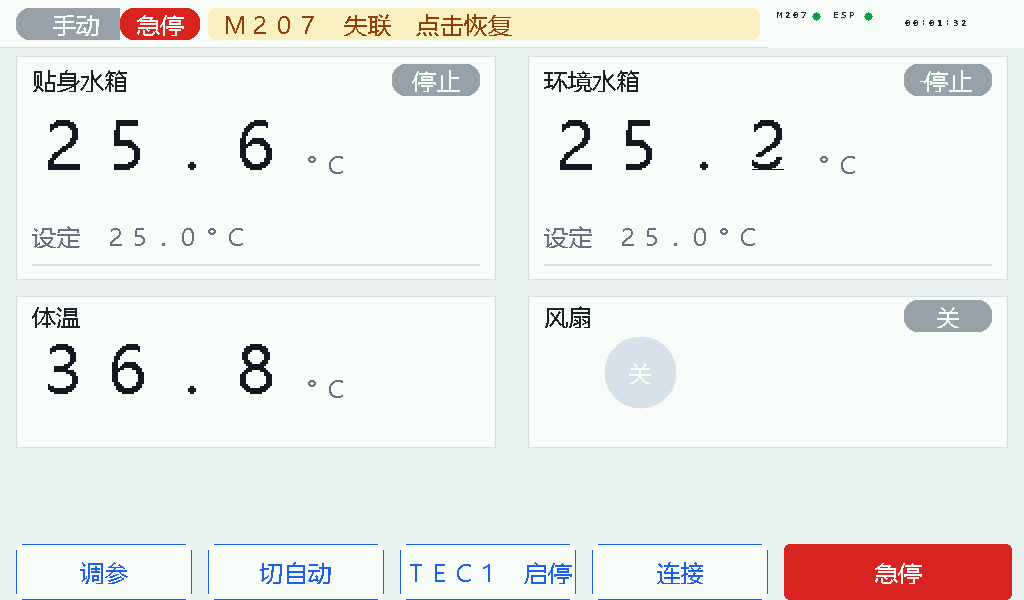 手动 急停 M207 失联 点击恢复 M207 ESP 00:01:32
贴身水箱 停止 环境水箱 停止
25.6 °C 25.2 °C
设定 25.0°C 设定 25.0°C
体温 风扇 关
36.8 °C 关
调参 切自动 TEC1 启停 连接 急停